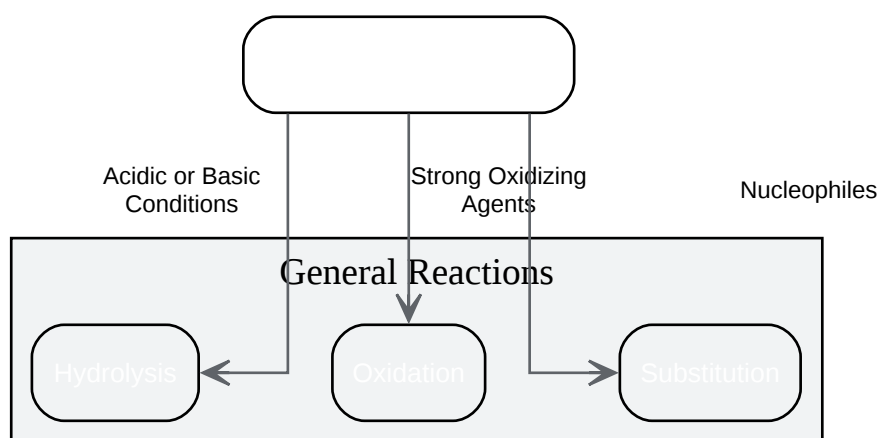 Acidic or Basic
Conditions
Strong Oxidizing
Agents
Nucleophiles
General Reactions
Hydrolysis
Oxidation
Substitution